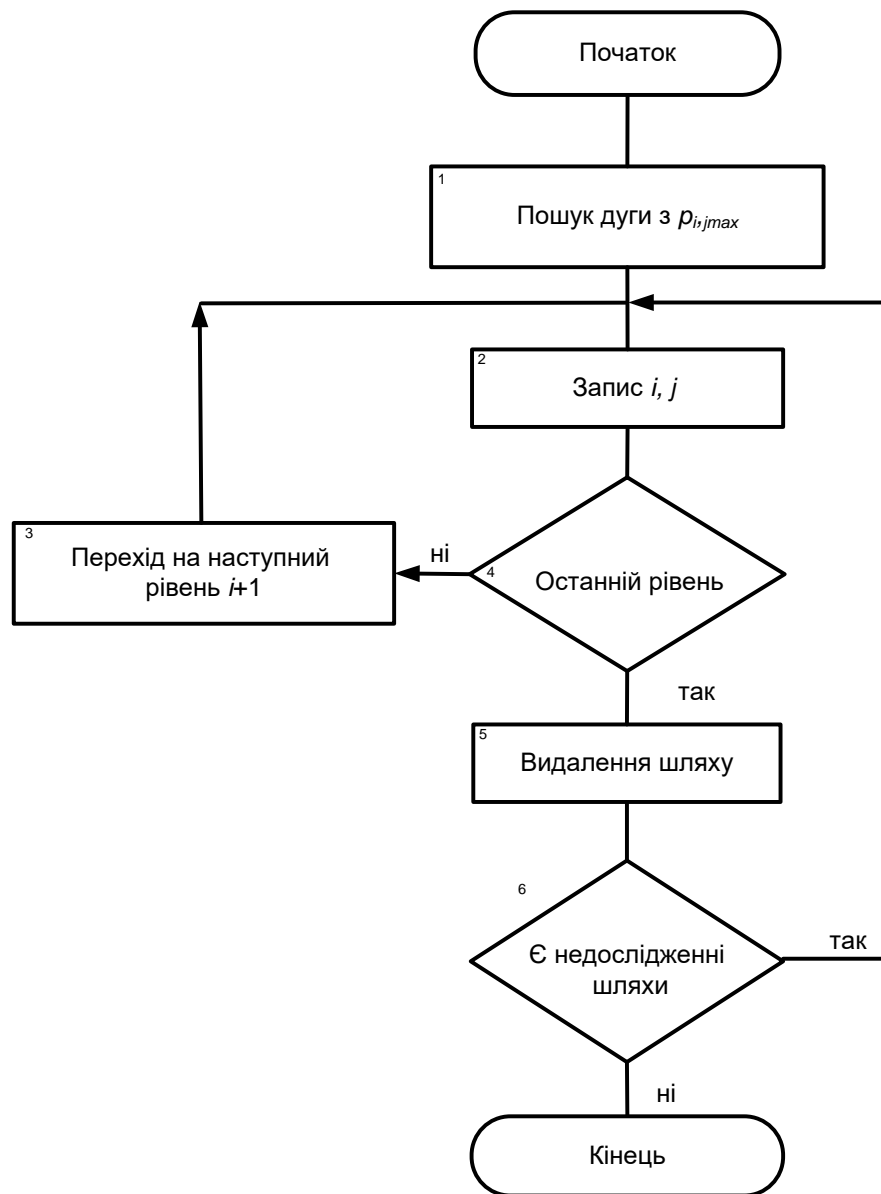 Початок
1
Пошук дуги з pi,jmax
2
Запис i, j
3
Перехід на наступний
рівень i+1
ні
4
Останній рівень
так
5
Видалення шляху
6
Є недослідженні
шляхи
так
ні
Кінець